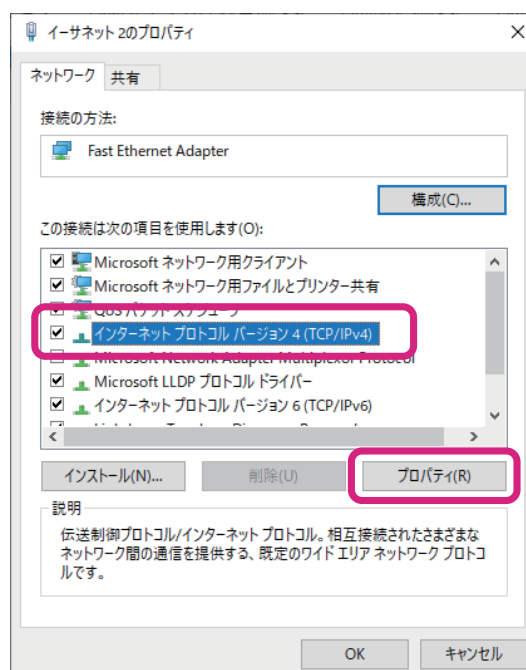 イーサネット 2のプロパティ
ネットワーク 共有
接続の方法:
Fast Ethernet Adapter
構成(C)...
この接続は次の項目を使用します(O):
Microsoft ネットワーク用クライアント
Microsoft ネットワーク用ファイルとプリンター共有
QoS パケット スケジューラ
インターネット プロトコル バージョン 4 (TCP/IPv4)
Microsoft Network Adapter Multiplexor Protocol
Microsoft LLDP プロトコル ドライバー
インターネット プロトコル バージョン 6 (TCP/IPv6)
インストール(N)... 削除(U) プロパティ(R)
説明
伝送制御プロトコル/インターネット プロトコル。相互接続されたさまざまな
ネットワーク間の通信を提供する、既定のワイド エリア ネットワーク プロトコ
ルです。
OK キャンセル